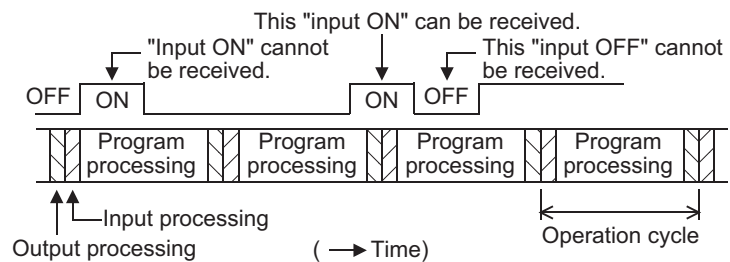 This "input ON" can be received.
"Input ON" cannot
be received.
This "input OFF" cannot
be received.
OFF
ON
ON
OFF
Program
processing
Program
processing
Program
processing
Program
processing
Input processing
Output processing
( → Time)
Operation cycle